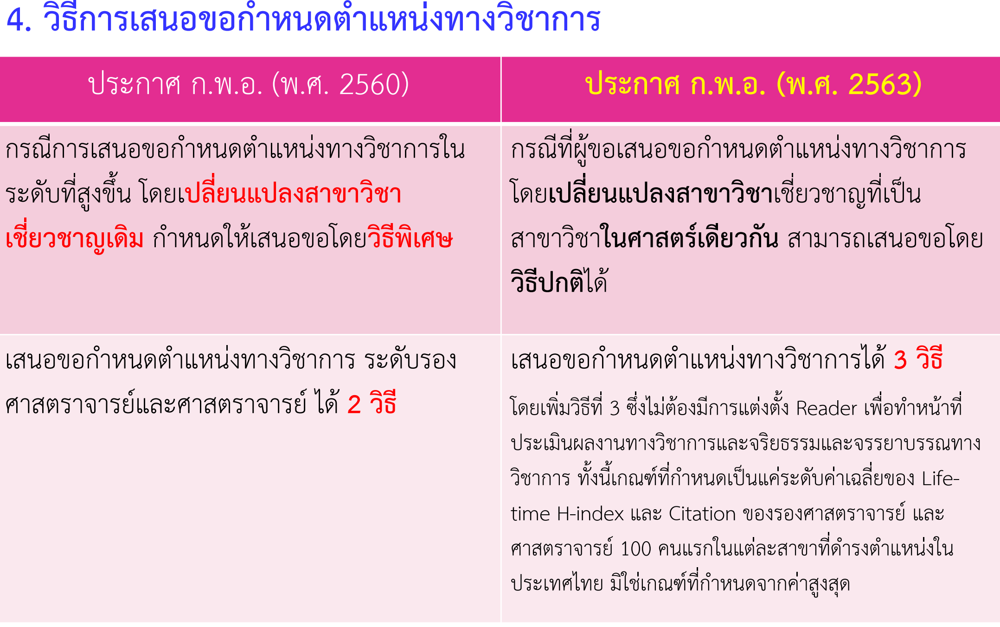 4. วิธีการเสนอขอกำหนดตำแหน่งทางวิชาการ
ประกาศ ก.พ.อ. (พ.ศ. 2560)
ประกาศ ก.พ.อ. (พ.ศ. 2563)
กรณีการเสนอขอกำหนดตำแหน่งทางวิชาการใน
ระดับที่สูงขึ้น โดยเปลี่ยนแปลงสาขาวิชา
เชี่ยวชาญเดิม กำหนดให้เสนอขอโดยวิธีพิเศษ
กรณีที่ผู้ขอเสนอขอกำหนดตำแหน่งทางวิชาการ
โดยเปลี่ยนแปลงสาขาวิชาเชี่ยวชาญที่เป็น
สาขาวิชาในศาสตร์เดียวกัน สามารถเสนอขอโดย
วิธีปกติได้
เสนอขอกำหนดตำแหน่งทางวิชาการ ระดับรอง
ศาสตราจารย์และศาสตราจารย์ ได้ 2 วิธี
เสนอขอกำหนดตำแหน่งทางวิชาการได้ 3 วิธี
โดยเพิ่มวิธีที่ 3 ซึ่งไม่ต้องมีการแต่งตั้ง Reader เพื่อทำหน้าที่
ประเมินผลงานทางวิชาการและจริยธรรมและจรรยาบรรณทาง
วิชาการ ทั้งนี้เกณฑ์ที่กำหนดเป็นแค่ระดับค่าเฉลี่ยของ Life-
time H-index และ Citation ของรองศาสตราจารย์ และ
ศาสตราจารย์ 100 คนแรกในแต่ละสาขาที่ดำรงตำแหน่งใน
ประเทศไทย มิใช่เกณฑ์ที่กำหนดจากค่าสูงสุด